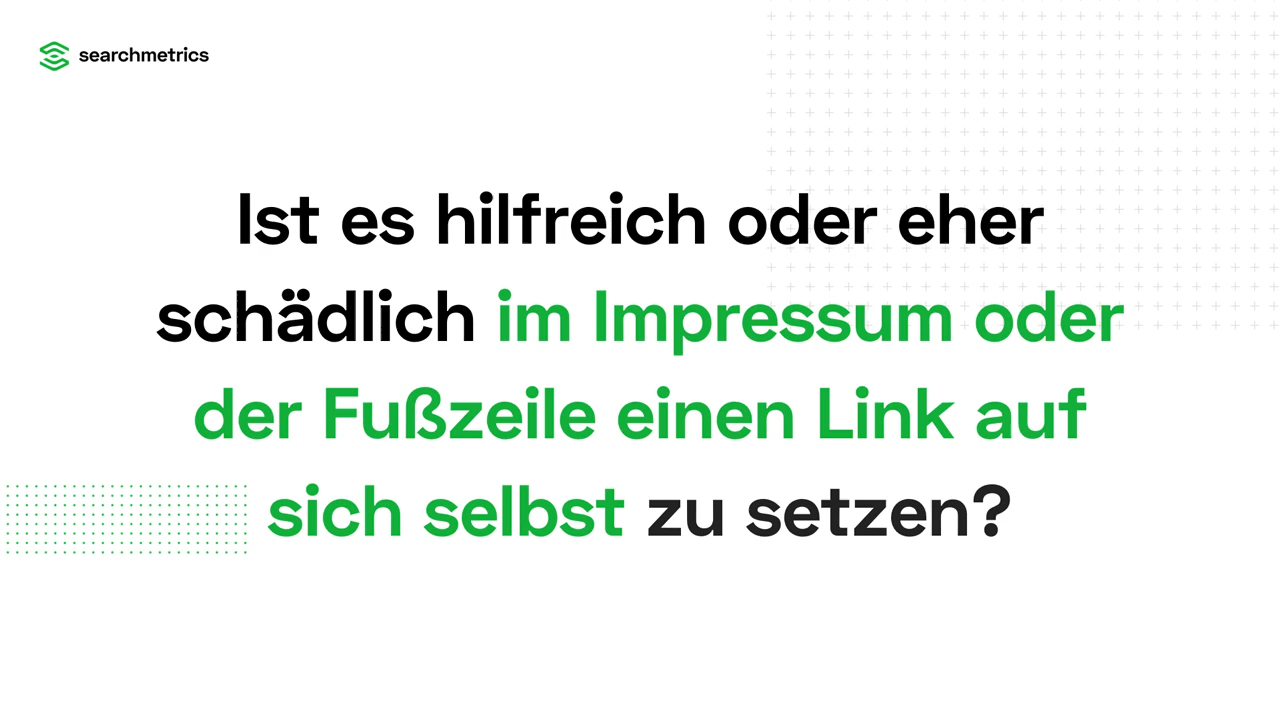 searchmetrics
Ist es hilfreich oder eher
schädlich im Impressum oder
der Fußzeile einen Link auf
sich selbst zu setzen?